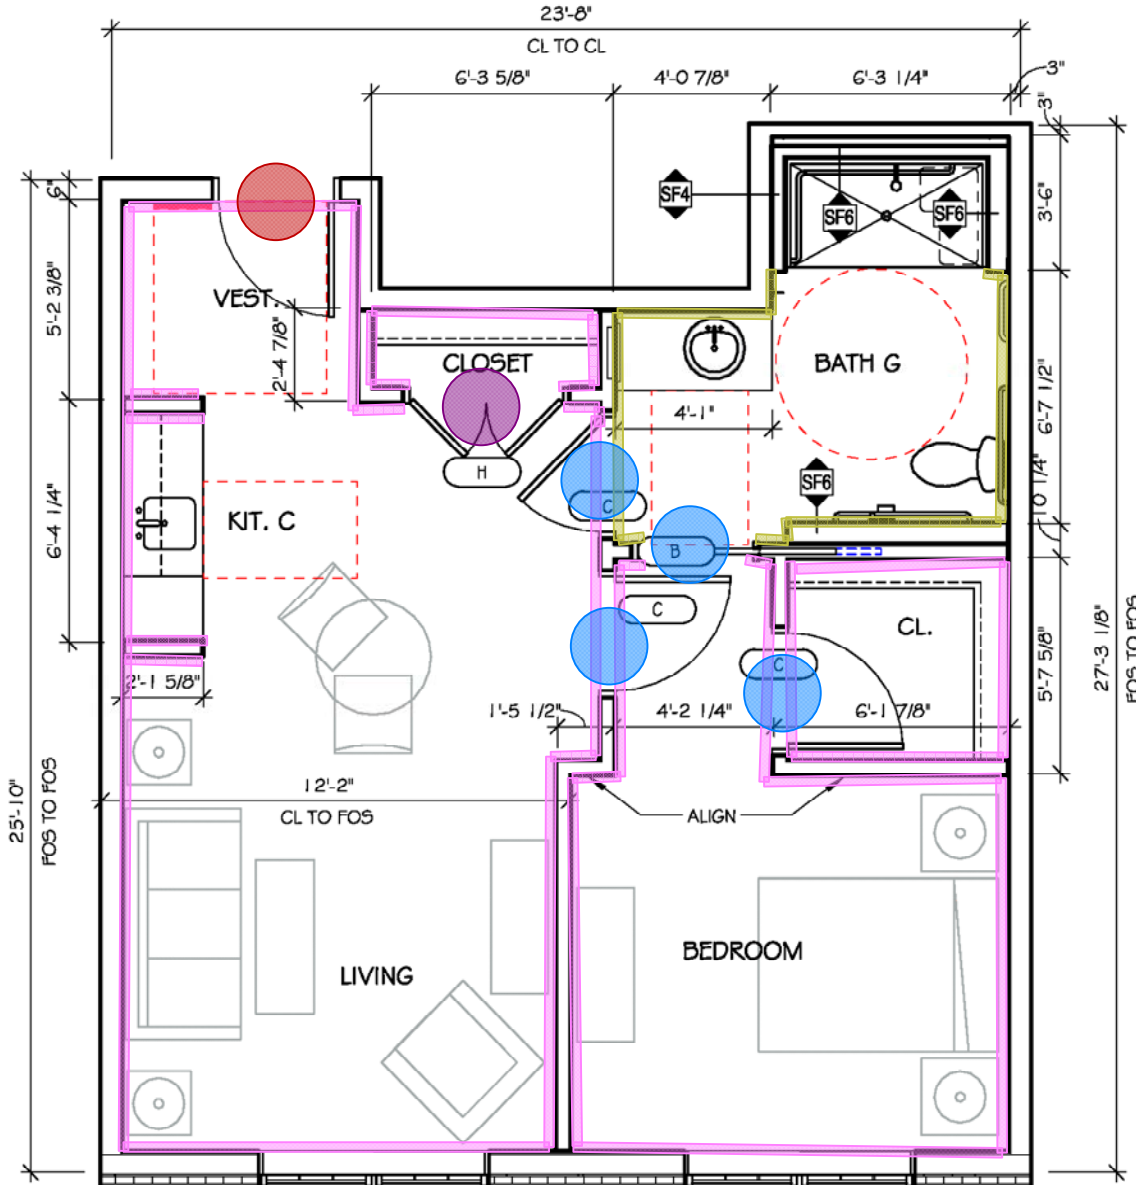 23'-8"
CL TO CL
6'-3 5/8"
4'-0 7/8"
6'-3 1/4"
3"
3"
6"
SF4
SF6
SF6
3'-6"
5'-2 3/8"
VEST.
2'-4 7/8"
CLOSET
BATH G
6'-7 1/2"
4'-1"
H
SF6
10 1/4"
C
6'-4 1/4"
KIT. C
B
C
CL.
C
5'-7 5/8"
27'-3 1/8"
FOS TO FOS
2'-1 5/8"
1'-5 1/2"
4'-2 1/4"
6'-1 7/8"
12'-2"
CL TO FOS
ALIGN
25'-10"
FOS TO FOS
BEDROOM
LIVING